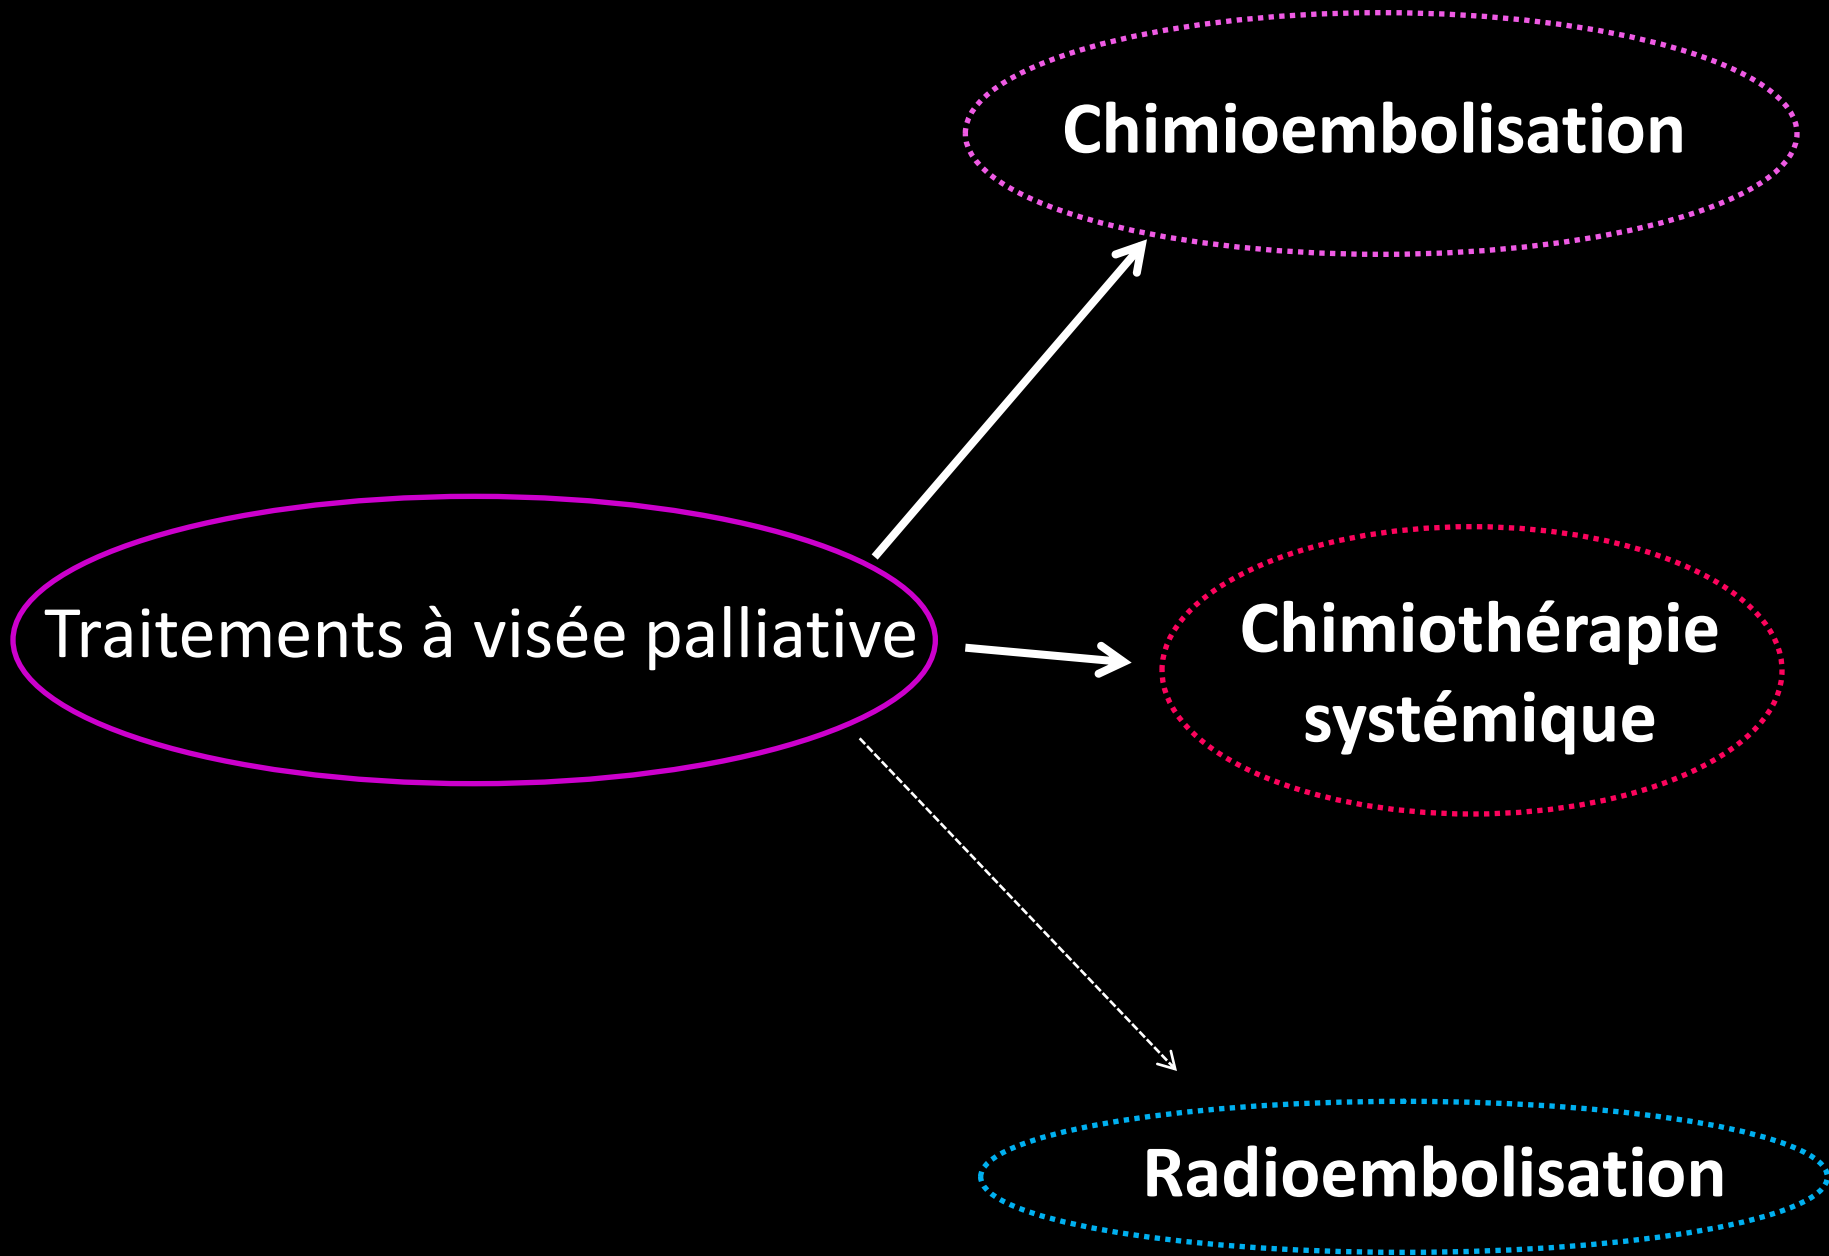 Chimioembolisation
Traitements à visée palliative
Chimiothérapie
systémique
Radioembolisation